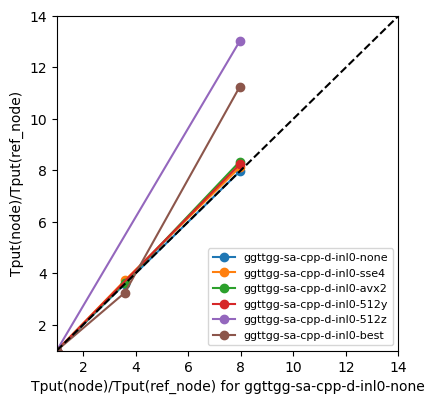 14
12
10
8
6
4
2
Tput(node)/Tput(ref_node)
ggttgg-sa-cpp-d-inl0-none
ggttgg-sa-cpp-d-inl0-sse4
ggttgg-sa-cpp-d-inl0-avx2
ggttgg-sa-cpp-d-inl0-512y
ggttgg-sa-cpp-d-inl0-512z
ggttgg-sa-cpp-d-inl0-best
2 4 6 8 10 12 14
Tput(node)/Tput(ref_node) for ggttgg-sa-cpp-d-inl0-none